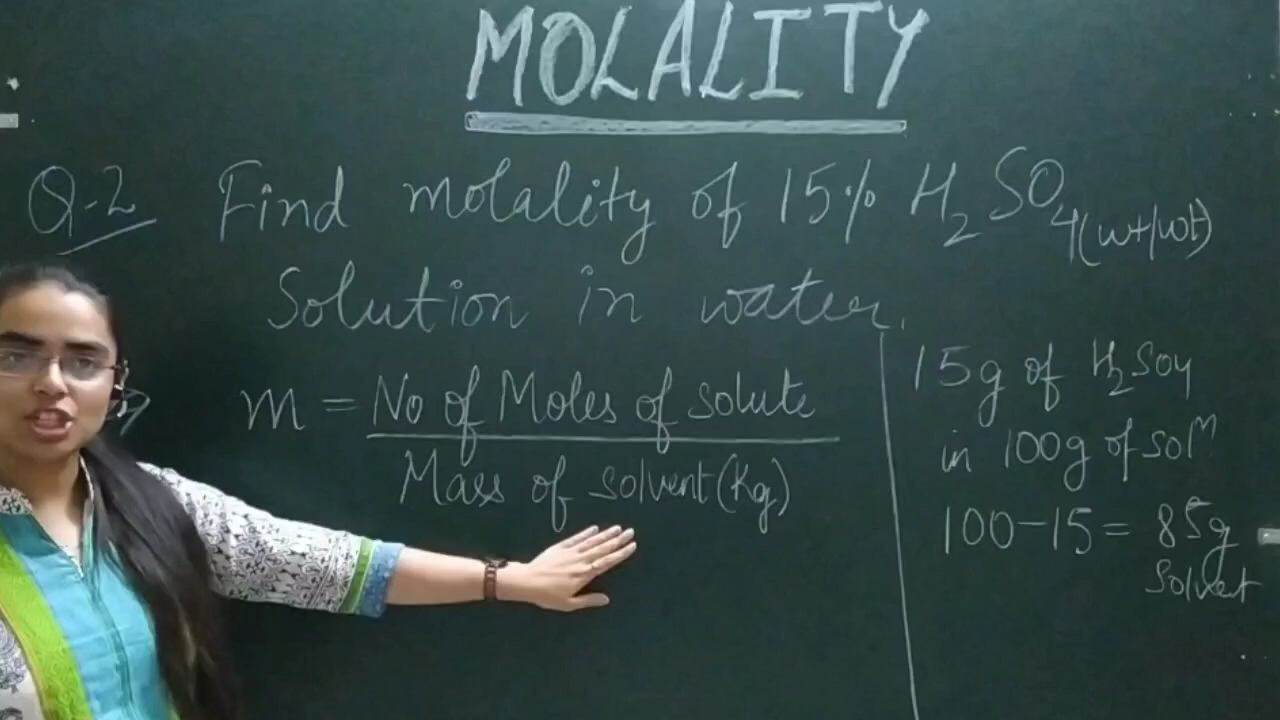 MOLALITY
Q-2 Find molality of 15% H₂SO₄(wt/wt)
Solution in water.
⇒ m = No of Moles of solute
Mass of solvent (Kg)
15g of H₂SO₄
in 100g of solⁿ
100-15 = 85g
Solvent